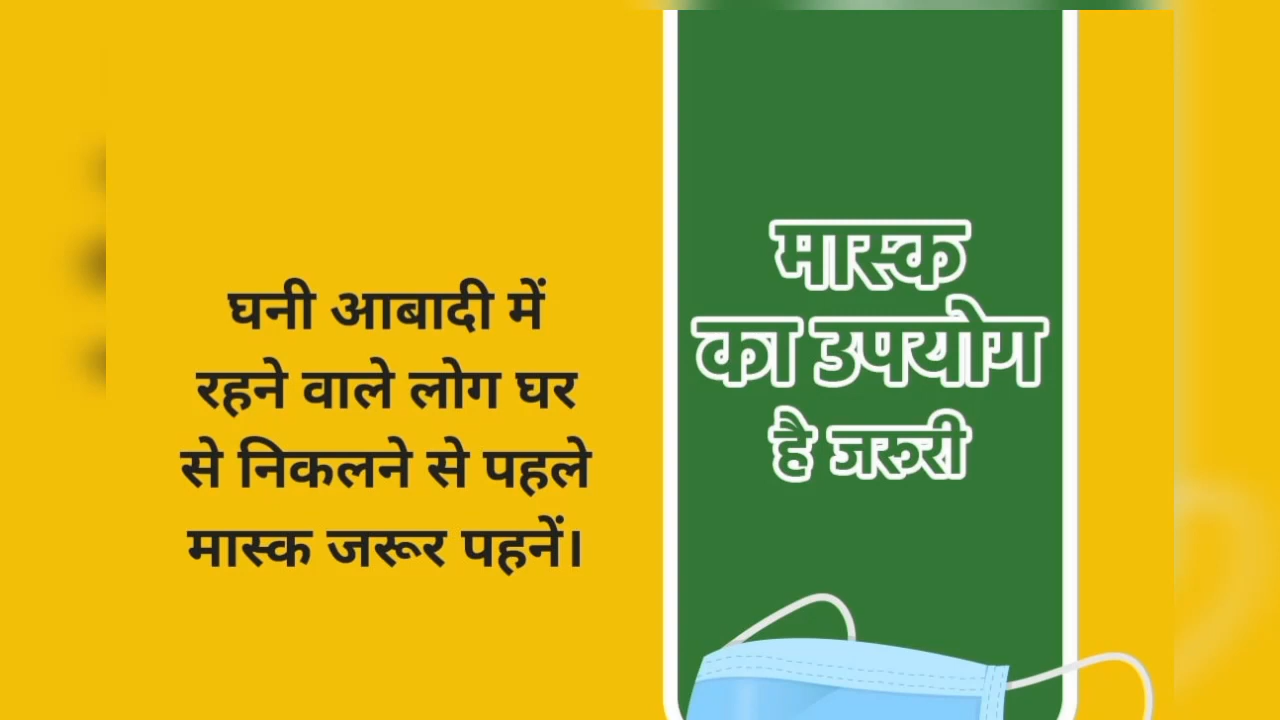 घनी आबादी में
रहने वाले लोग घर
से निकलने से पहले
मास्क जरूर पहनें।
मास्क
का उपयोग
है जरूरी